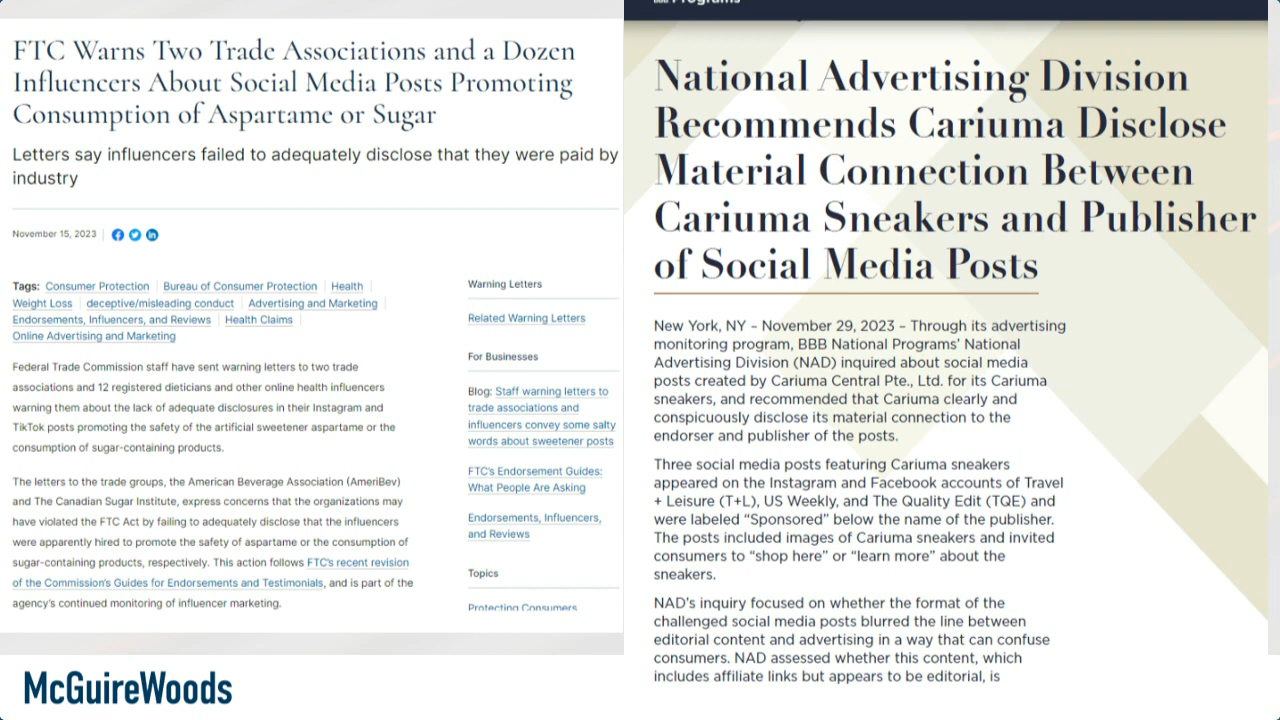 FTC Warns Two Trade Associations and a Dozen
Influencers About Social Media Posts Promoting
Consumption of Aspartame or Sugar
Letters say influencers failed to adequately disclose that they were paid by
industry
November 15, 2023
Tags: Consumer Protection | Bureau of Consumer Protection | Health |
Weight Loss | deceptive/misleading conduct | Advertising and Marketing |
Endorsements, Influencers, and Reviews | Health Claims |
Online Advertising and Marketing
Federal Trade Commission staff have sent warning letters to two trade
associations and 12 registered dieticians and other online health influencers
warning them about the lack of adequate disclosures in their Instagram and
TikTok posts promoting the safety of the artificial sweetener aspartame or the
consumption of sugar-containing products.
The letters to the trade groups, the American Beverage Association (AmeriBev)
and The Canadian Sugar Institute, express concerns that the organizations may
have violated the FTC Act by failing to adequately disclose that the influencers
were apparently hired to promote the safety of aspartame or the consumption of
sugar-containing products, respectively. This action follows FTC's recent revision
of the Commission's Guides for Endorsements and Testimonials, and is part of the
agency's continued monitoring of influencer marketing.
Warning Letters
Related Warning Letters
For Businesses
Blog: Staff warning letters to
trade associations and
influencers convey some salty
words about sweetener posts
FTC's Endorsement Guides:
What People Are Asking
Endorsements, Influencers,
and Reviews
Topics
Protecting Consumers
McGuireWoods
Programs
National Advertising Division
Recommends Cariuma Disclose
Material Connection Between
Cariuma Sneakers and Publisher
of Social Media Posts
New York, NY – November 29, 2023 – Through its advertising
monitoring program, BBB National Programs' National
Advertising Division (NAD) inquired about social media
posts created by Cariuma Central Pte., Ltd. for its Cariuma
sneakers, and recommended that Cariuma clearly and
conspicuously disclose its material connection to the
endorser and publisher of the posts.
Three social media posts featuring Cariuma sneakers
appeared on the Instagram and Facebook accounts of Travel
+ Leisure (T+L), US Weekly, and The Quality Edit (TQE) and
were labeled “Sponsored” below the name of the publisher.
The posts included images of Cariuma sneakers and invited
consumers to “shop here” or “learn more” about the
sneakers.
NAD's inquiry focused on whether the format of the
challenged social media posts blurred the line between
editorial content and advertising in a way that can confuse
consumers. NAD assessed whether this content, which
includes affiliate links but appears to be editorial, is